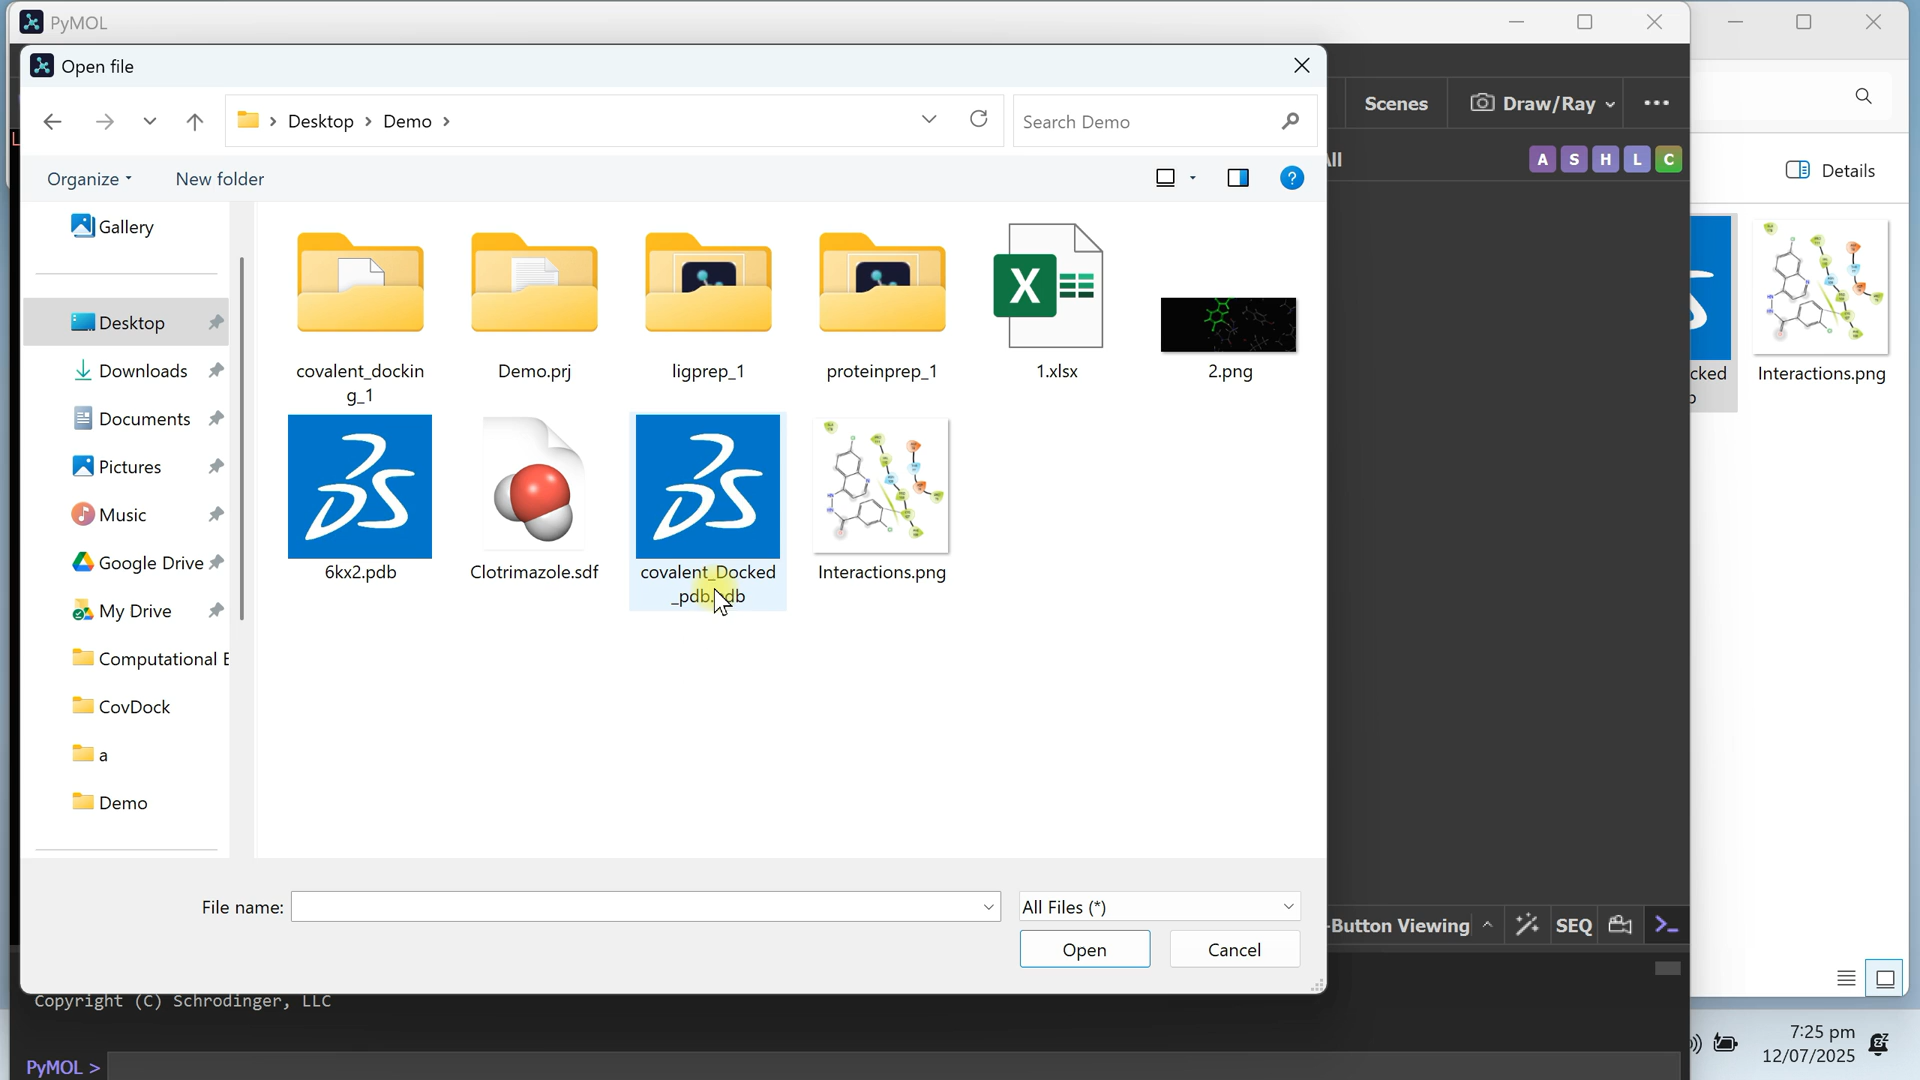 PyMOL
Open file
Desktop > Demo >
Search Demo
Scenes
Draw/Ray
Organize
New folder
A S H L C
Details
Gallery
Desktop
Downloads
Documents
Pictures
Music
Google Drive
My Drive
Computational
CovDock
a
Demo
covalent_dockin
g_1
Demo.prj
ligprep_1
proteinprep_1
1.xlsx
2.png
6kx2.pdb
Clotrimazole.sdf
covalent_Docked
_pdb.pdb
Interactions.png
cked
Interactions.png
File name:
All Files (*)
Open
Cancel
-Button Viewing
SEQ
Copyright (C) Schrodinger, LLC
PyMOL >
7:25 pm
12/07/2025